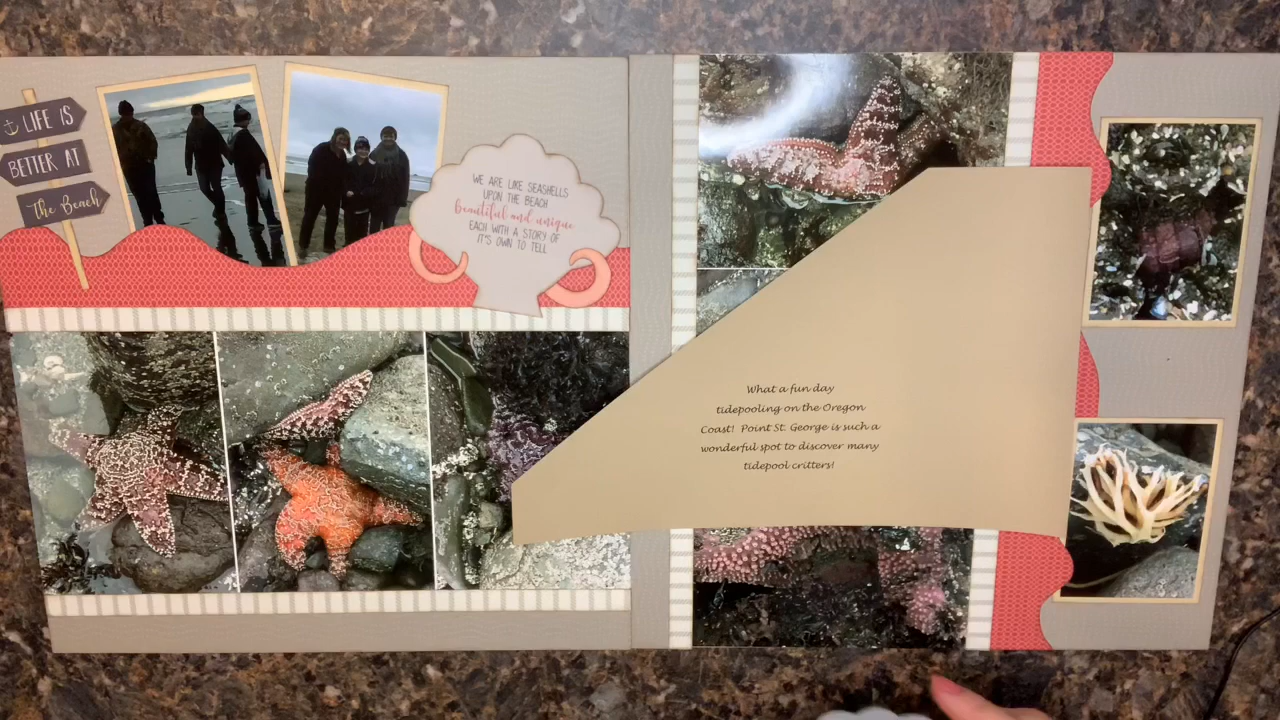 LIFE IS
BETTER AT
The Beach
WE ARE LIKE SEASHELLS
UPON THE BEACH
beautiful and unique
EACH WITH A STORY OF
IT'S OWN TO TELL
What a fun day
tidepooling on the Oregon
Coast! Point St. George is such a
wonderful spot to discover many
tidepool critters!